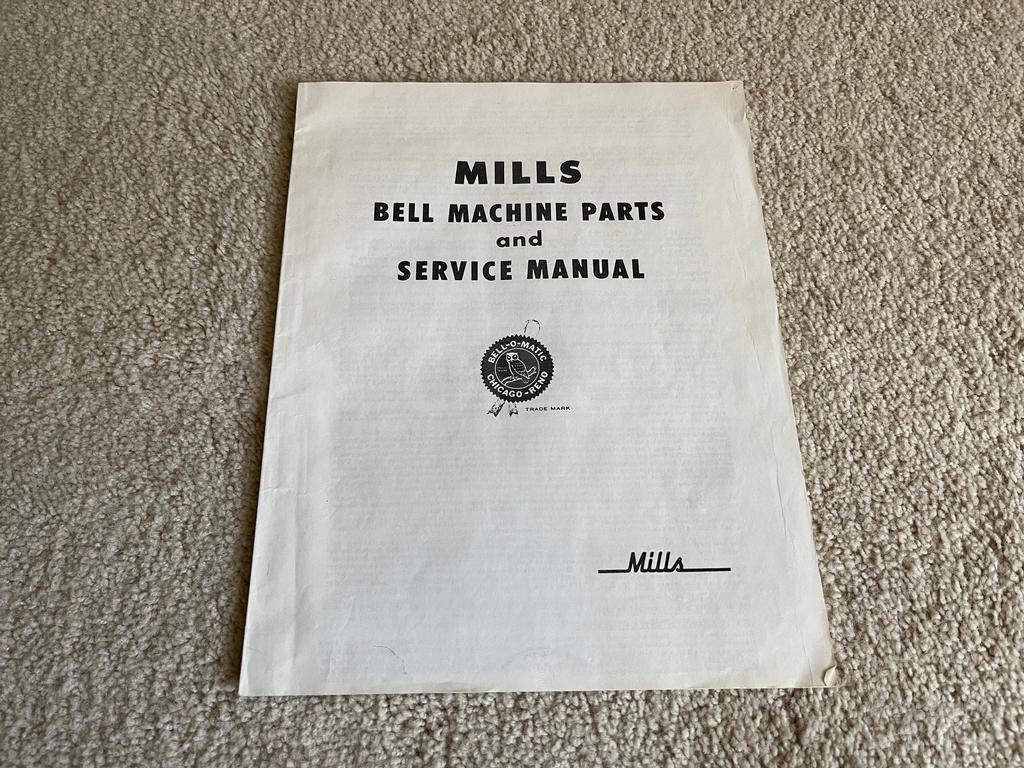 MILLS
BELL MACHINE PARTS
and
SERVICE MANUAL
BELL-O-MATIC
CHICAGO-RENO
TRADE MARK
Mills